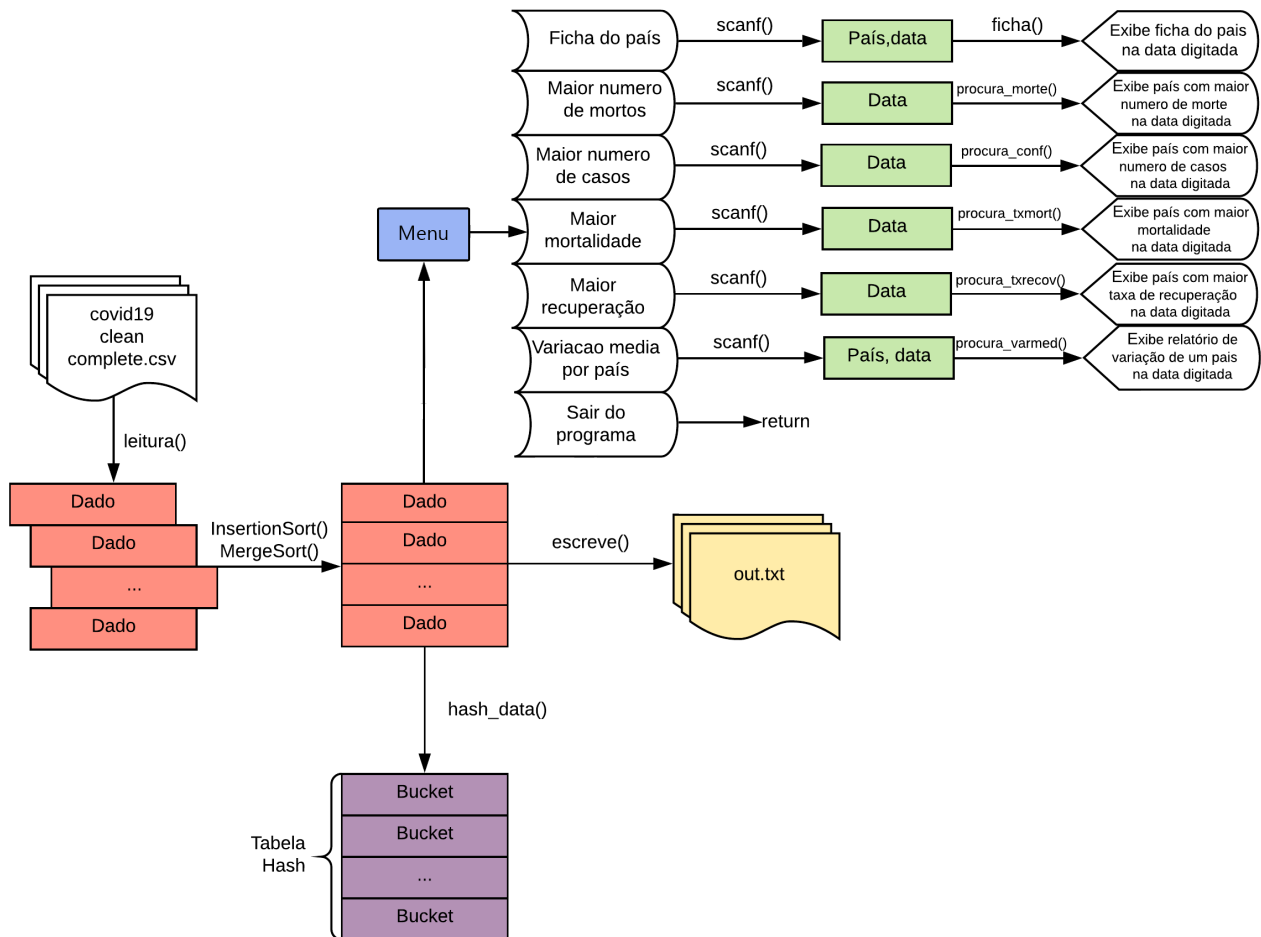 Ficha do país
scanf()
País,data
ficha()
Exibe ficha do pais
na data digitada
Maior numero
de mortos
scanf()
Data
procura_morte()
Exibe país com maior
numero de morte
na data digitada
Maior numero
de casos
scanf()
Data
procura_conf()
Exibe país com maior
numero de casos
na data digitada
Menu
Maior
mortalidade
scanf()
Data
procura_txmort()
Exibe país com maior
mortalidade
na data digitada
Maior
recuperação
scanf()
Data
procura_txrecov()
Exibe país com maior
taxa de recuperação
na data digitada
Variacao media
por país
scanf()
País, data
procura_varmed()
Exibe relatório de
variação de um pais
na data digitada
Sair do
programa
return
covid19
clean
complete.csv
leitura()
Dado
Dado
...
Dado
InsertionSort()
MergeSort()
Dado
Dado
...
Dado
escreve()
out.txt
hash_data()
Tabela
Hash
Bucket
Bucket
...
Bucket